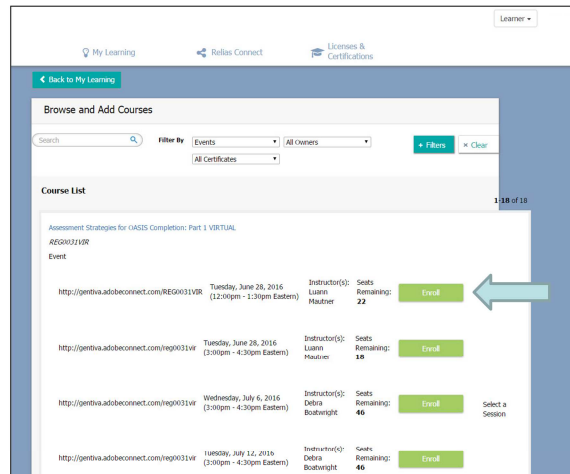 Learner
My Learning
Relias Connect
Licenses &
Certifications
Back to My Learning
Browse and Add Courses
Search
Filter By
Events
All Owners
+ Filters
× Clear
All Certificates
Course List
1-18 of 18
Assessment Strategies for OASIS Completion: Part 1 VIRTUAL
REG0031VIR
Event
http://gentiva.adobeconnect.com/REG0031VIR
Tuesday, June 28, 2016
(12:00pm - 1:30pm Eastern)
Instructor(s):
Luann
Mautner
Seats
Remaining:
22
Enroll
http://gentiva.adobeconnect.com/reg0031vir
Tuesday, June 28, 2016
(3:00pm - 4:30pm Eastern)
Instructor(s):
Luann
Mautner
Seats
Remaining:
18
Enroll
http://gentiva.adobeconnect.com/reg0031vir
Wednesday, July 6, 2016
(3:00pm - 4:30pm Eastern)
Instructor(s):
Debra
Boatwright
Seats
Remaining:
46
Enroll
Select a
Session
http://gentiva.adobeconnect.com/reg0031vir
Tuesday, July 12, 2016
(3:00pm - 4:30pm Eastern)
Instructor(s):
Debra
Boatwright
Seats
Remaining:
46
Enroll